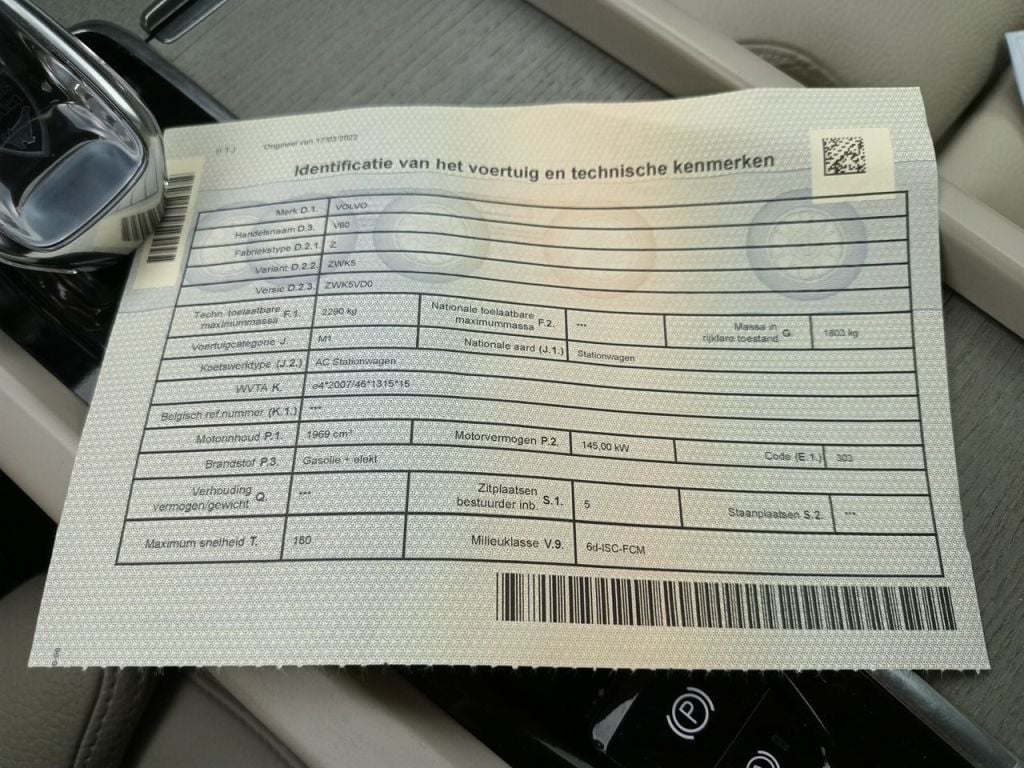 (I 1.) Origineel van 17/03/2022
Identificatie van het voertuig en technische kenmerken
Merk D.1. VOLVO
Handelsnaam D.3. V60
Fabriekstype D.2.1. Z
Variant D.2.2. ZWK5
Versie D.2.3. ZWK5VD0
Techn. toelaatbare maximummassa F.1. 2290 kg Nationale toelaatbare maximummassa F.2. --- Massa in rijklare toestand G. 1803 kg
Voertuigcategorie J. M1 Nationale aard (J.1.) Stationwagen
Koetswerktype (J.2.) AC Stationwagen
WVTA K. e4*2007/46*1315*15
Belgisch ref.nummer (K.1.) ---
Motorinhoud P.1. 1969 cm³ Motorvermogen P.2. 145,00 kW Code (E.1.) 303
Brandstof P.3. Gasolie + elekt
Verhouding vermogen/gewicht Q. --- Zitplaatsen bestuurder inb. S.1. 5 Staanplaatsen S.2. ---
Maximum snelheid T. 180 Milieuklasse V.9. 6d-ISC-FCM
P